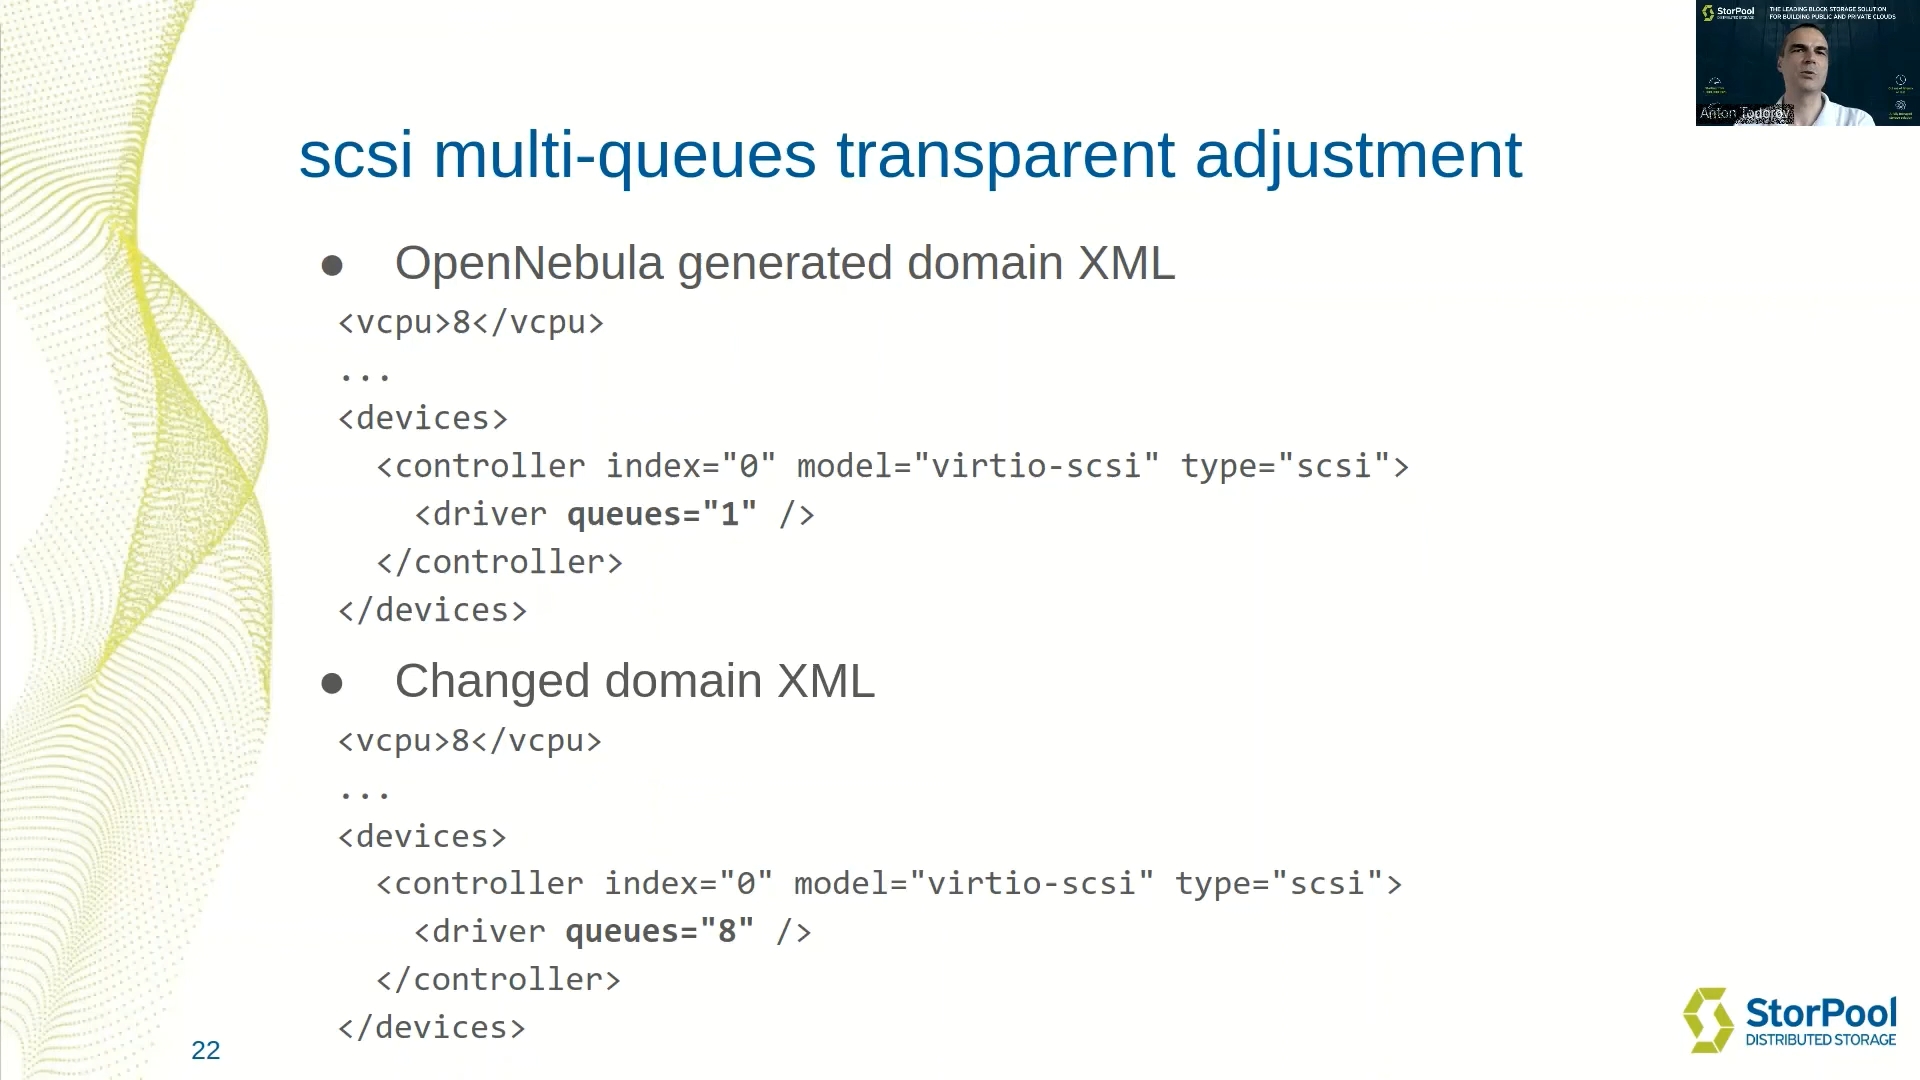 StorPool
DISTRIBUTED STORAGE
THE LEADING BLOCK STORAGE SOLUTION
FOR BUILDING PUBLIC AND PRIVATE CLOUDS
Anton Todorov
scsi multi-queues transparent adjustment
● OpenNebula generated domain XML
<vcpu>8</vcpu>
...
<devices>
<controller index="0" model="virtio-scsi" type="scsi">
<driver queues="1" />
</controller>
</devices>
● Changed domain XML
<vcpu>8</vcpu>
...
<devices>
<controller index="0" model="virtio-scsi" type="scsi">
<driver queues="8" />
</controller>
</devices>
22
StorPool
DISTRIBUTED STORAGE